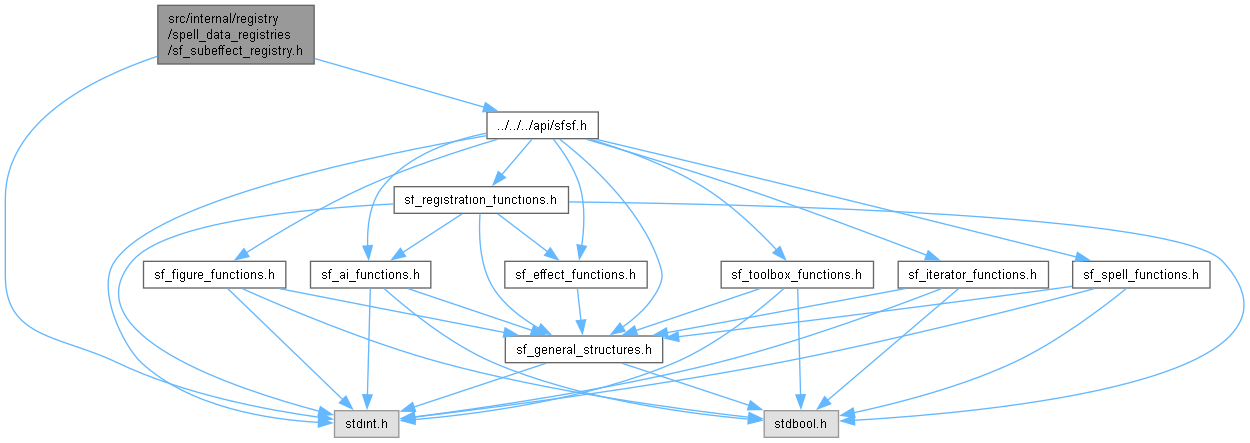 src/internal/registry
/spell_data_registries
/sf_subeffect_registry.h
../../../api/sfsf.h
sf_registration_functions.h
sf_figure_functions.h
sf_ai_functions.h
sf_effect_functions.h
sf_toolbox_functions.h
sf_iterator_functions.h
sf_spell_functions.h
sf_general_structures.h
stdint.h
stdbool.h